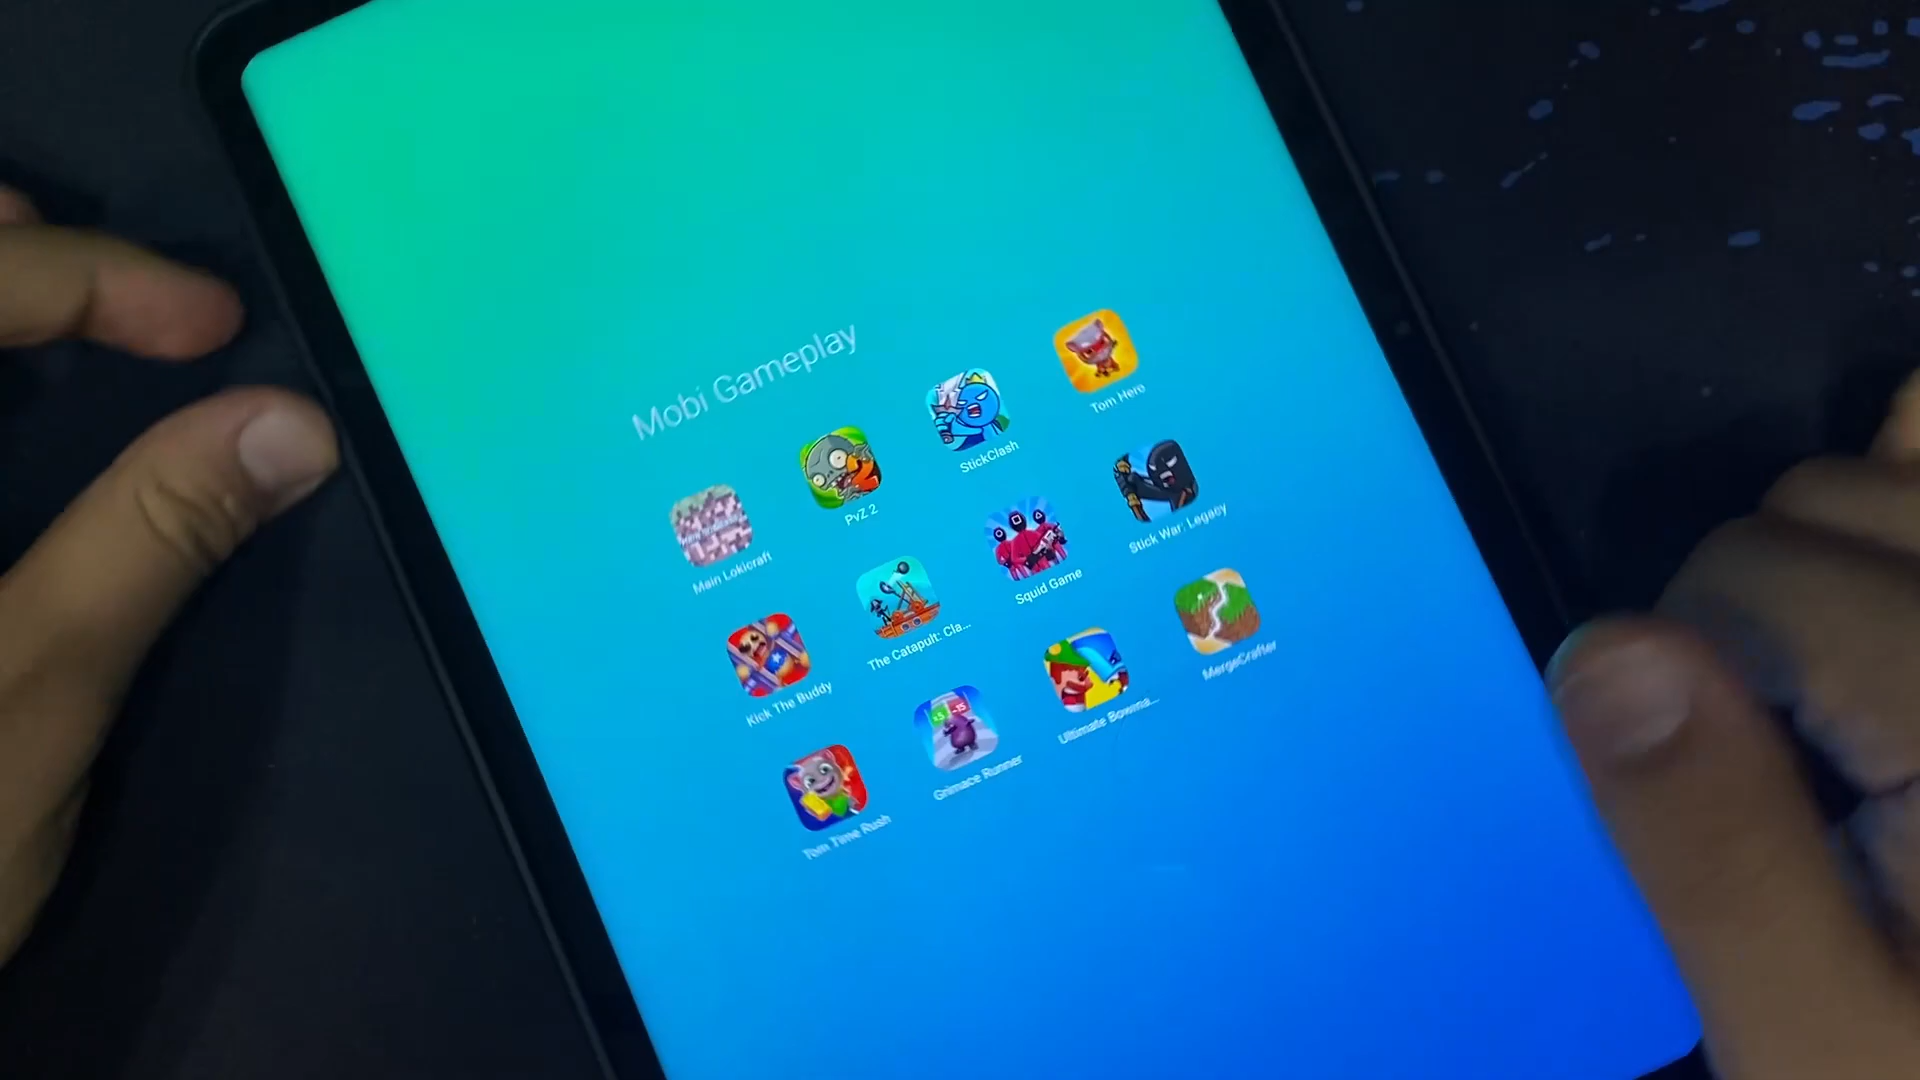 Mobi Gameplay
Main Lokicraft
PvZ 2
StickClash
Tom Hero
Kick The Buddy
The Catapult: Cla...
Squid Game
Stick War: Legacy
Tom Time Rush
Grimace Runner
Ultimate Bowma...
MergeCrafter